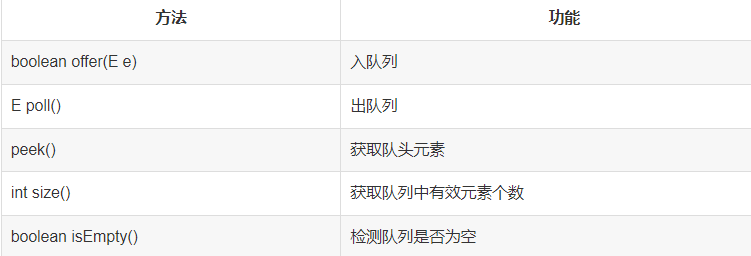 方法 功能
boolean offer(E e) 入队列
E poll() 出队列
peek() 获取队头元素
int size() 获取队列中有效元素个数
boolean isEmpty() 检测队列是否为空